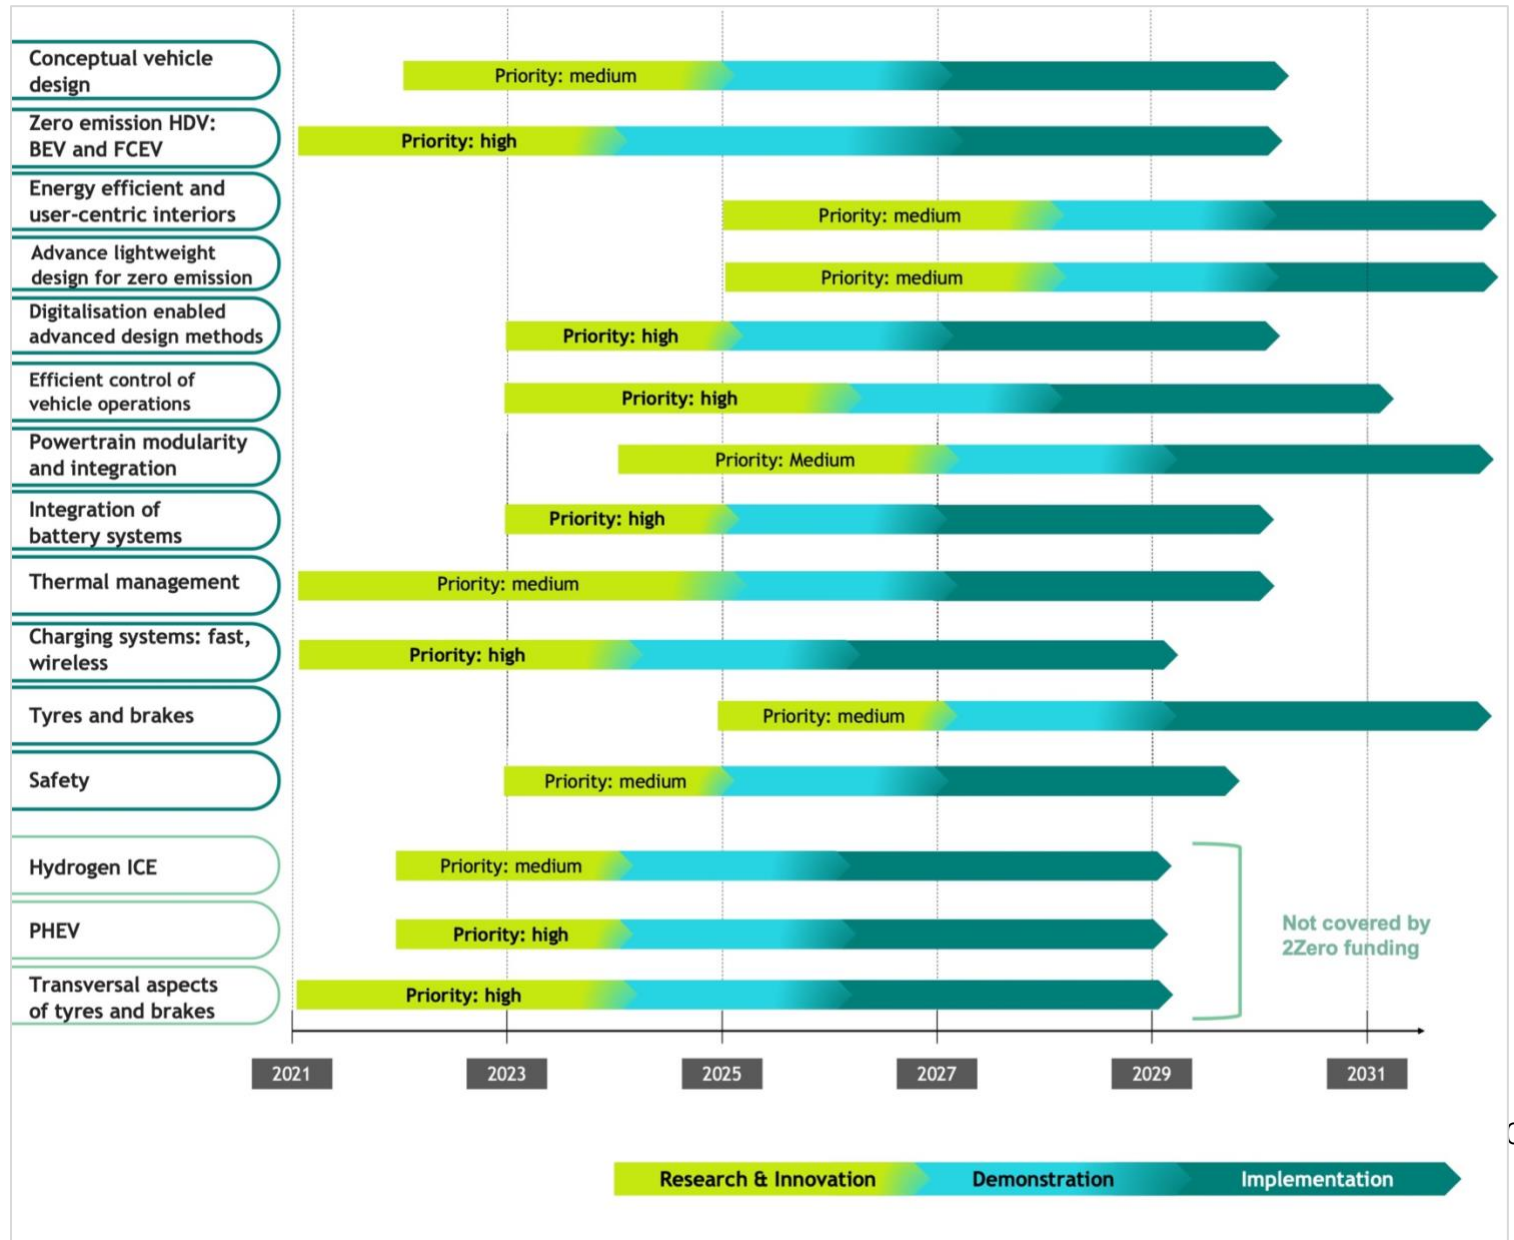 Conceptual vehicle
design
Priority: medium
Zero emission HDV:
BEV and FCEV
Priority: high
Energy efficient and
user-centric interiors
Priority: medium
Advance lightweight
design for zero emission
Priority: medium
Digitalisation enabled
advanced design methods
Priority: high
Efficient control of
vehicle operations
Priority: high
Powertrain modularity
and integration
Priority: Medium
Integration of
battery systems
Priority: high
Thermal management
Priority: medium
Charging systems: fast,
wireless
Priority: high
Tyres and brakes
Priority: medium
Safety
Priority: medium
Hydrogen ICE
Priority: medium
PHEV
Priority: high
Not covered by
2Zero funding
Transversal aspects
of tyres and brakes
Priority: high
2021 2023 2025 2027 2029 2031
Research & Innovation Demonstration Implementation